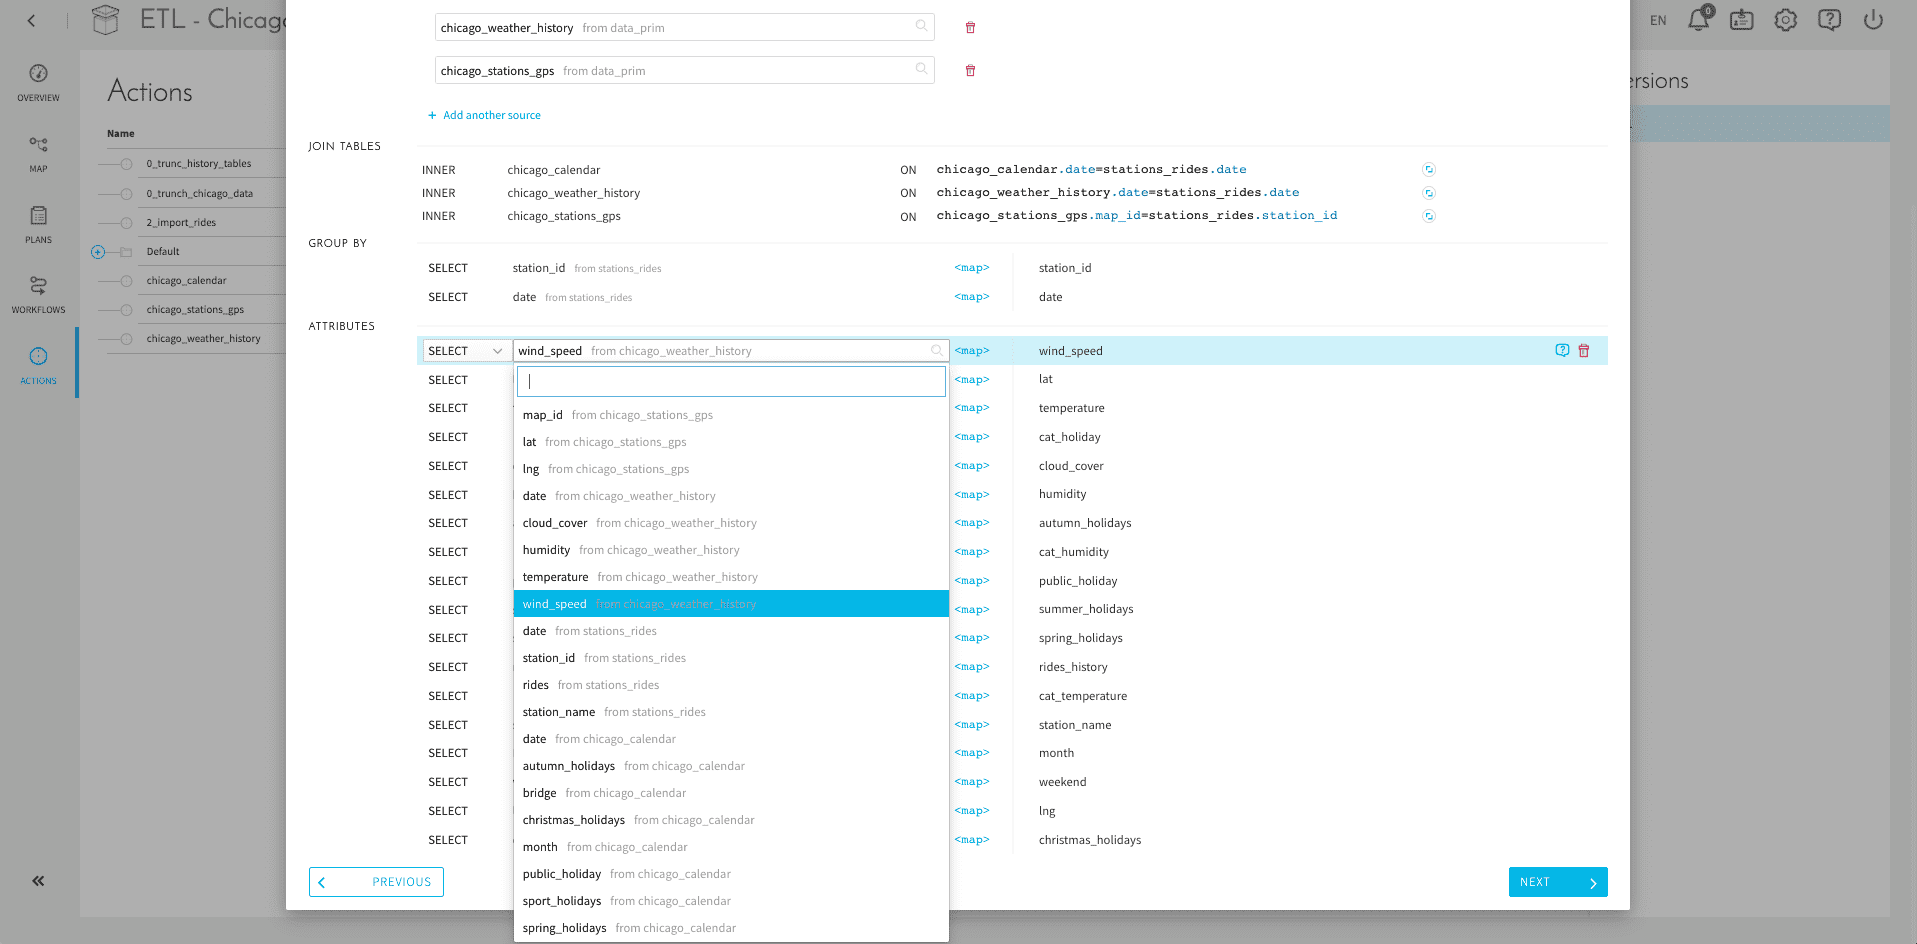 ETL - Chicago
EN
0
OVERVIEW
MAP
PLANS
WORKFLOWS
ACTIONS
Actions
Name
0_trunc_history_tables
0_trunch_chicago_data
2_import_rides
Default
chicago_calendar
chicago_stations_gps
chicago_weather_history
ersions
chicago_weather_history from data_prim
chicago_stations_gps from data_prim
+ Add another source
JOIN TABLES
INNER chicago_calendar ON chicago_calendar.date=stations_rides.date
INNER chicago_weather_history ON chicago_weather_history.date=stations_rides.date
INNER chicago_stations_gps ON chicago_stations_gps.map_id=stations_rides.station_id
GROUP BY
SELECT station_id from stations_rides <map> station_id
SELECT date from stations_rides <map> date
ATTRIBUTES
SELECT wind_speed from chicago_weather_history <map> wind_speed
SELECT <map> lat
SELECT <map> temperature
SELECT <map> cat_holiday
SELECT <map> cloud_cover
SELECT <map> humidity
SELECT <map> autumn_holidays
SELECT <map> cat_humidity
SELECT <map> public_holiday
SELECT <map> summer_holidays
SELECT <map> spring_holidays
SELECT <map> rides_history
SELECT <map> cat_temperature
SELECT <map> station_name
SELECT <map> month
SELECT <map> weekend
SELECT <map> lng
SELECT <map> christmas_holidays
map_id from chicago_stations_gps
lat from chicago_stations_gps
lng from chicago_stations_gps
date from chicago_weather_history
cloud_cover from chicago_weather_history
humidity from chicago_weather_history
temperature from chicago_weather_history
wind_speed from chicago_weather_history
date from stations_rides
station_id from stations_rides
rides from stations_rides
station_name from stations_rides
date from chicago_calendar
autumn_holidays from chicago_calendar
bridge from chicago_calendar
christmas_holidays from chicago_calendar
month from chicago_calendar
public_holiday from chicago_calendar
sport_holidays from chicago_calendar
spring_holidays from chicago_calendar
PREVIOUS
NEXT